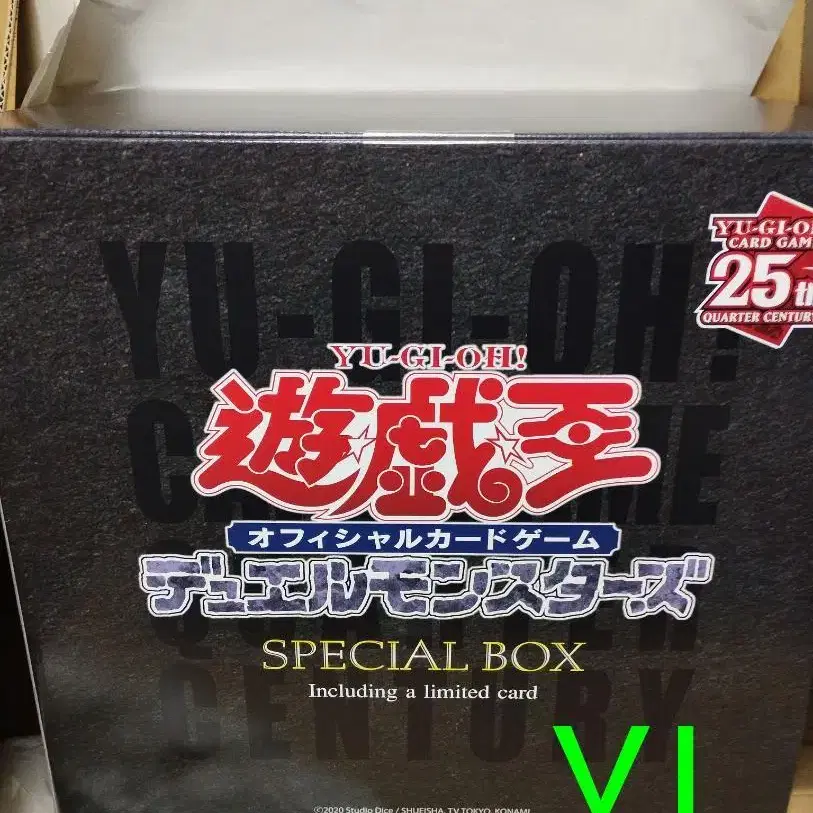 YU-GI-OH!
CARD GAME
25th
QUARTER CENTURY
YU-GI-OH!
CARD GAME
QUARTER
CENTURY
YU-GI-OH!
遊戯王
オフィシャルカードゲーム
デュエルモンスターズ
SPECIAL BOX
Including a limited card
©2020 Studio Dice / SHUEISHA, TV TOKYO, KONAMI
VI